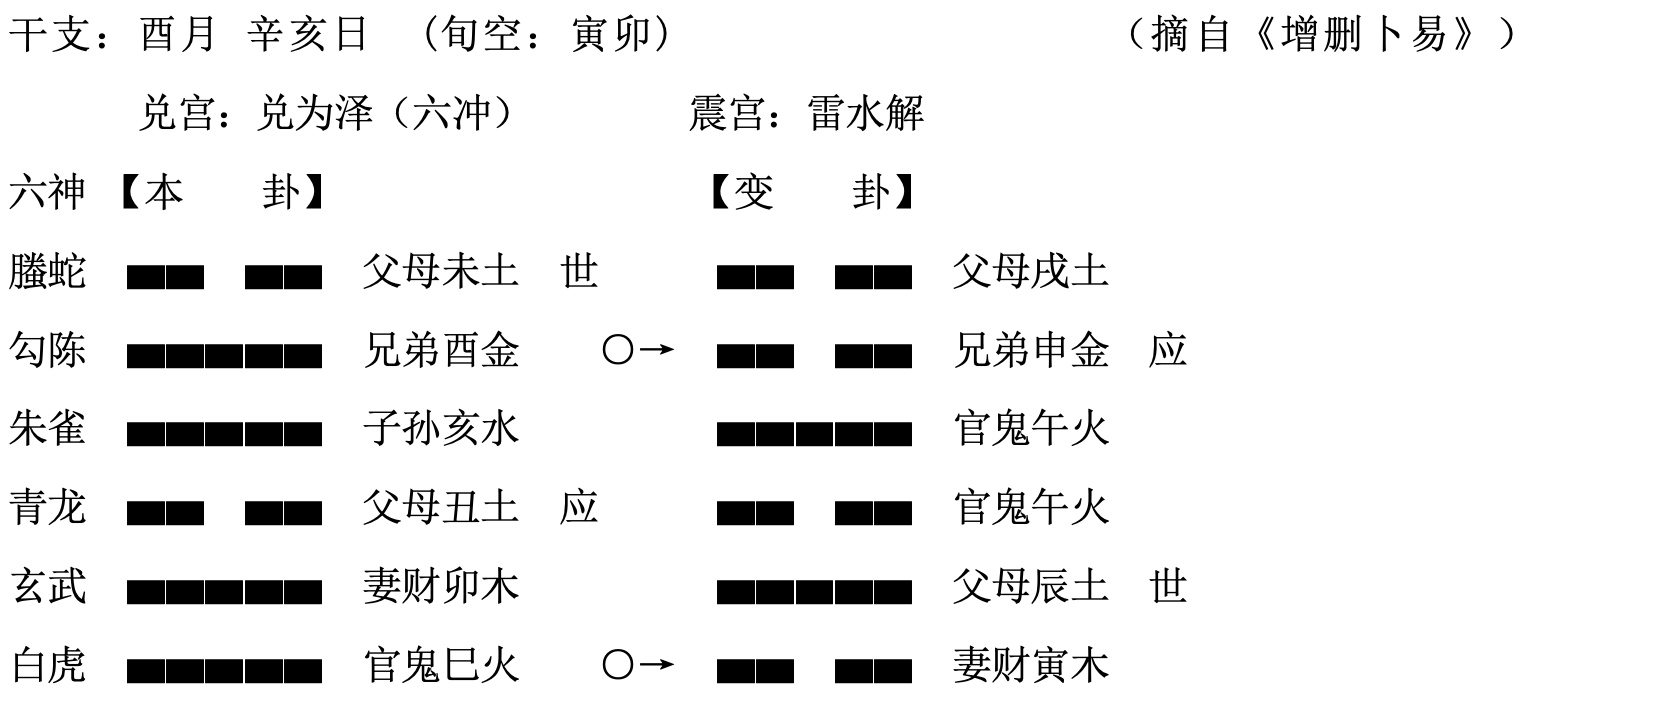 干支：酉月 辛亥日 （旬空：寅卯） （摘自《增删卜易》）
兑宫：兑为泽（六冲） 震宫：雷水解
六神 【本 卦】 【变 卦】
螣蛇 父母未土 世 父母戌土
勾陈 兄弟酉金 ○→ 兄弟申金 应
朱雀 子孙亥水 官鬼午火
青龙 父母丑土 应 官鬼午火
玄武 妻财卯木 父母辰土 世
白虎 官鬼巳火 ○→ 妻财寅木